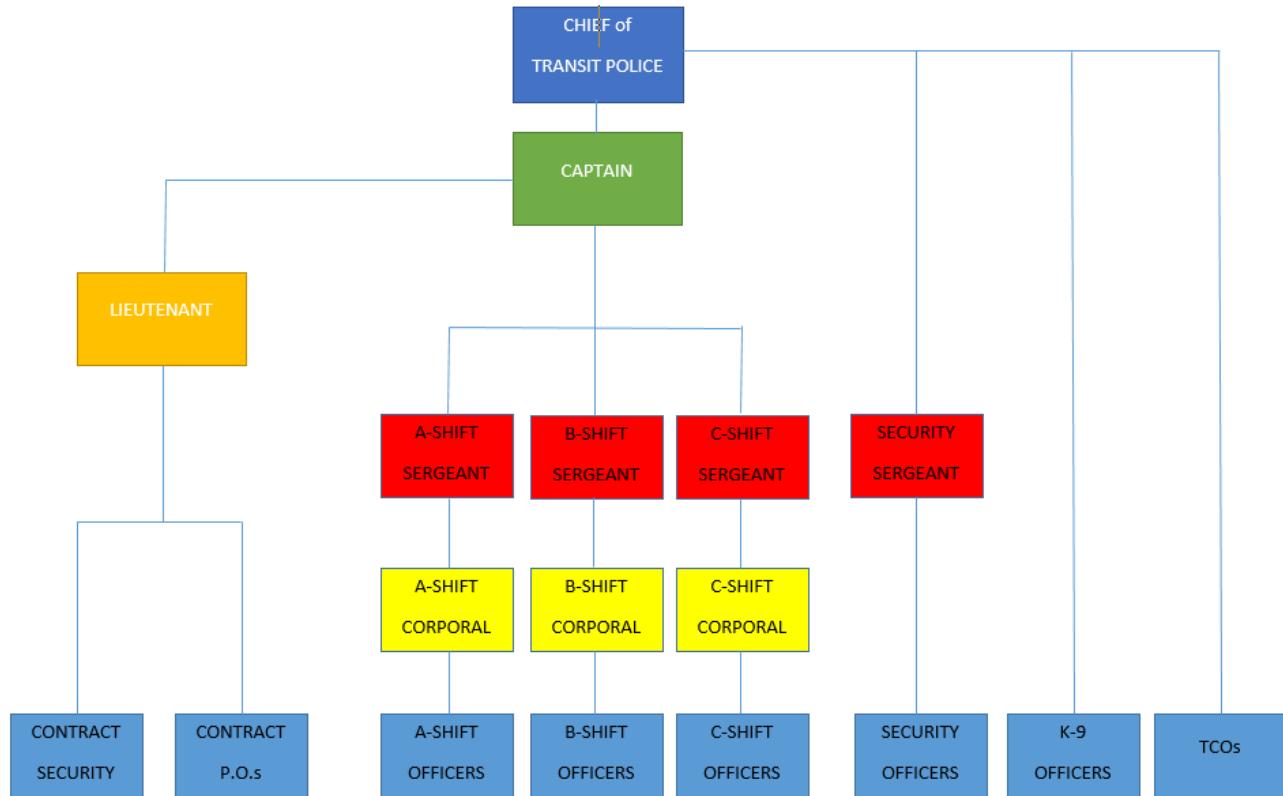 CHIEF of
TRANSIT POLICE
CAPTAIN
LIEUTENANT
A-SHIFT
SERGEANT
B-SHIFT
SERGEANT
C-SHIFT
SERGEANT
SECURITY
SERGEANT
A-SHIFT
CORPORAL
B-SHIFT
CORPORAL
C-SHIFT
CORPORAL
CONTRACT
SECURITY
CONTRACT
P.O.s
A-SHIFT
OFFICERS
B-SHIFT
OFFICERS
C-SHIFT
OFFICERS
SECURITY
OFFICERS
K-9
OFFICERS
TCOs